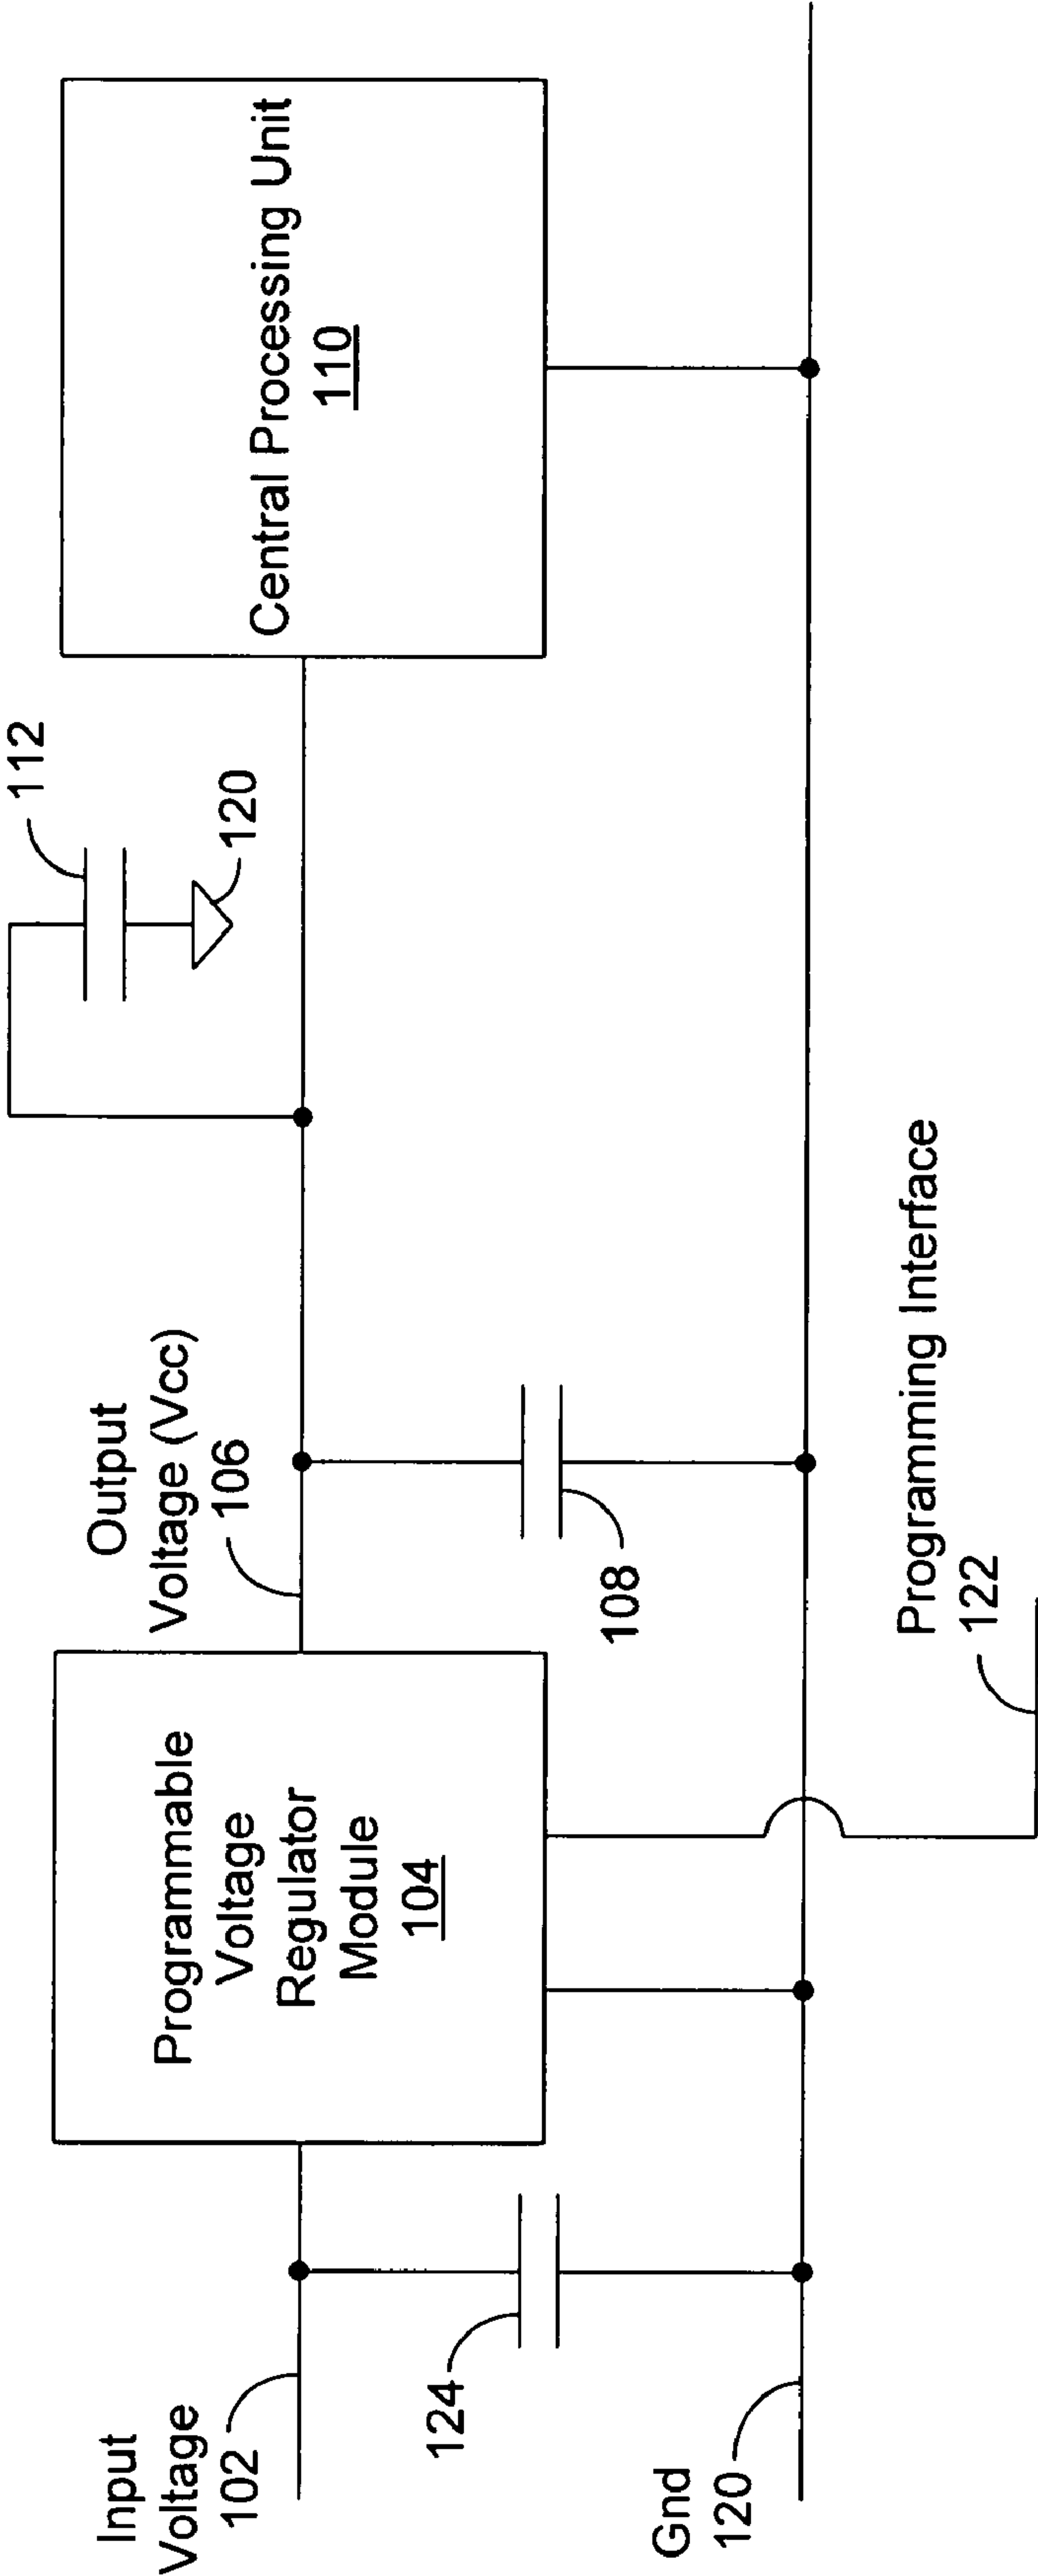 Input
Voltage
102
124
Gnd
120
Programmable
Voltage
Regulator
Module
104
Output
Voltage (Vcc)
106
108
Programming Interface
122
112
120
Central Processing Unit
110